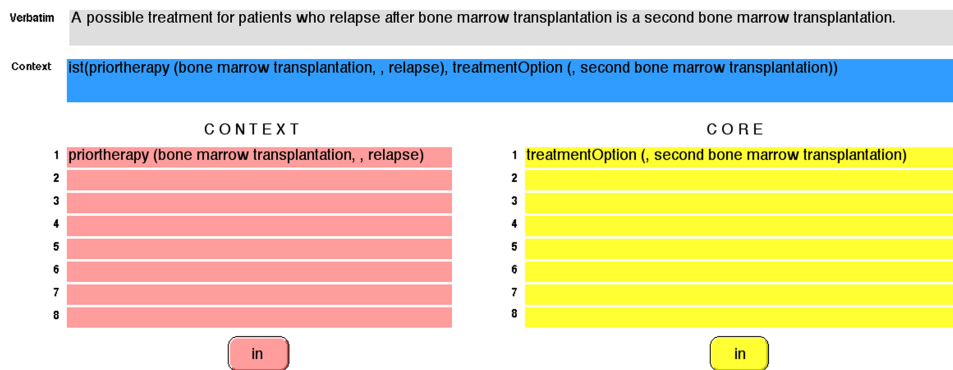 Verbatim A possible treatment for patients who relapse after bone marrow transplantation is a second bone marrow transplantation.
Context ist(priortherapy (bone marrow transplantation, , relapse), treatmentOption (, second bone marrow transplantation))
CONTEXT CORE
1 priortherapy (bone marrow transplantation, , relapse) 1 treatmentOption (, second bone marrow transplantation)
2 2
3 3
4 4
5 5
6 6
7 7
8 8
in in